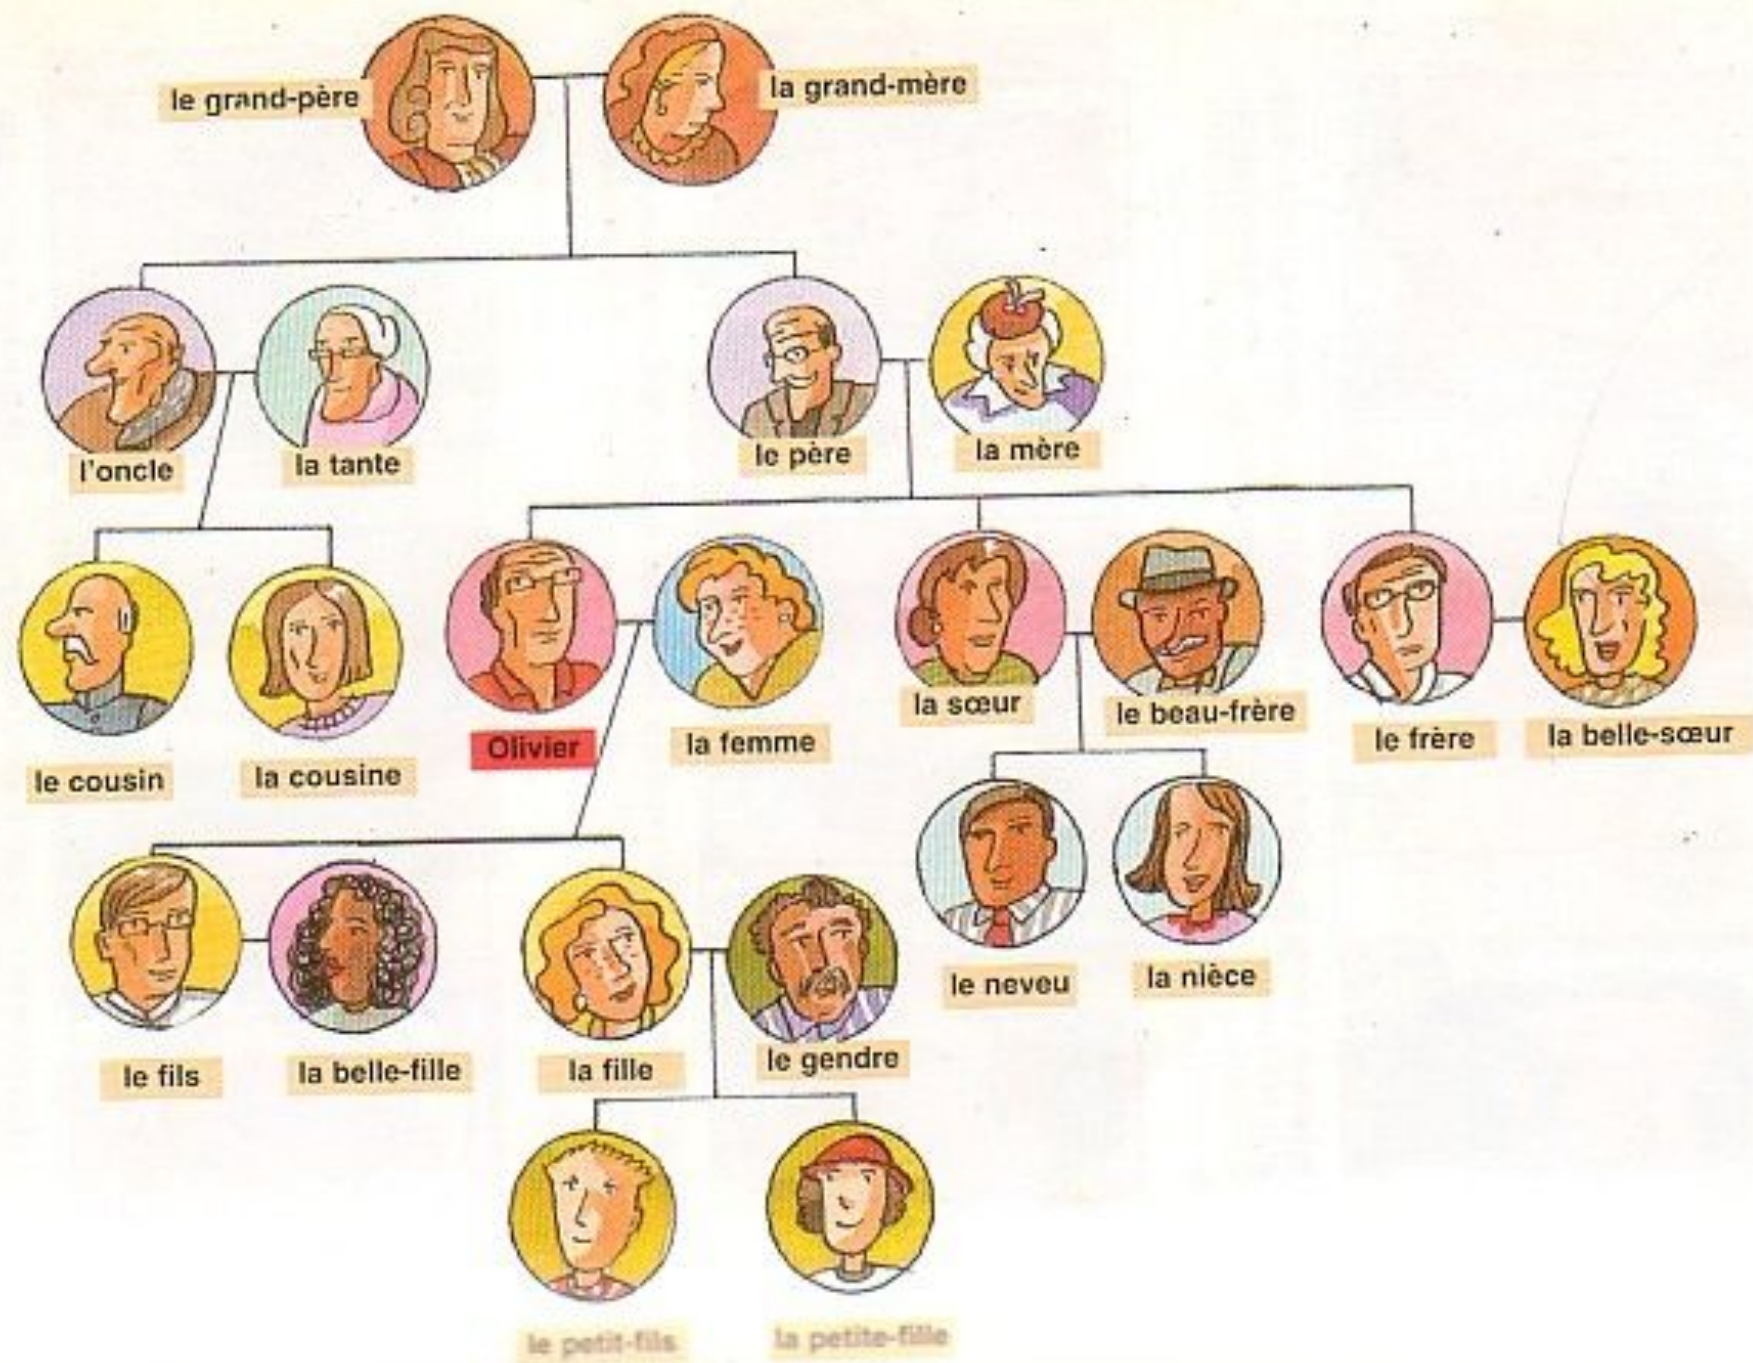 le grand-père
la grand-mère
l'oncle
la tante
le père
la mère
le cousin
la cousine
Olivier
la femme
la sœur
le beau-frère
le frère
la belle-sœur
le neveu
la nièce
le fils
la belle-fille
la fille
le gendre
le petit-fils
la petite-fille